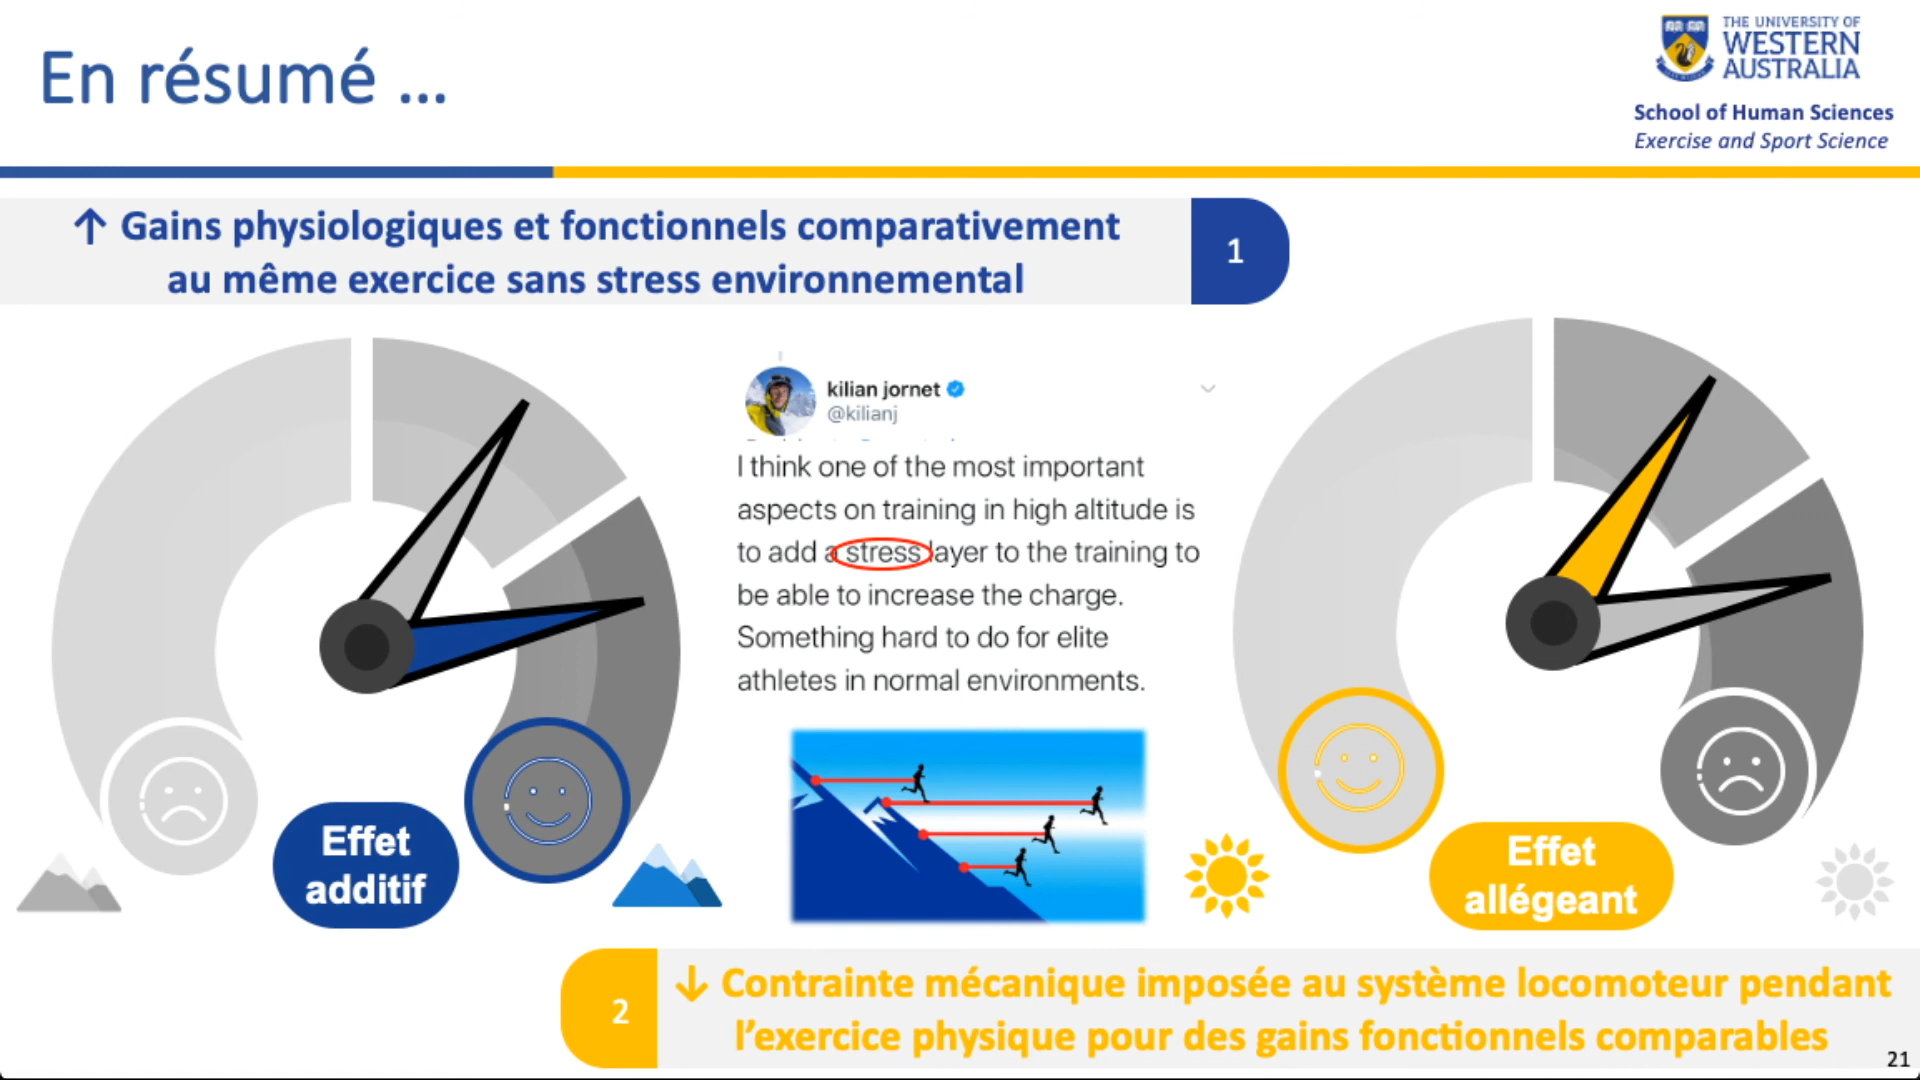 En résumé ...
THE UNIVERSITY OF
WESTERN
AUSTRALIA
School of Human Sciences
Exercise and Sport Science
↑ Gains physiologiques et fonctionnels comparativement
au même exercice sans stress environnemental
1
kilian jornet
@kilianj
I think one of the most important
aspects on training in high altitude is
to add a stress layer to the training to
be able to increase the charge.
Something hard to do for elite
athletes in normal environments.
Effet
additif
Effet
allégeant
2
↓ Contrainte mécanique imposée au système locomoteur pendant
l’exercice physique pour des gains fonctionnels comparables
21